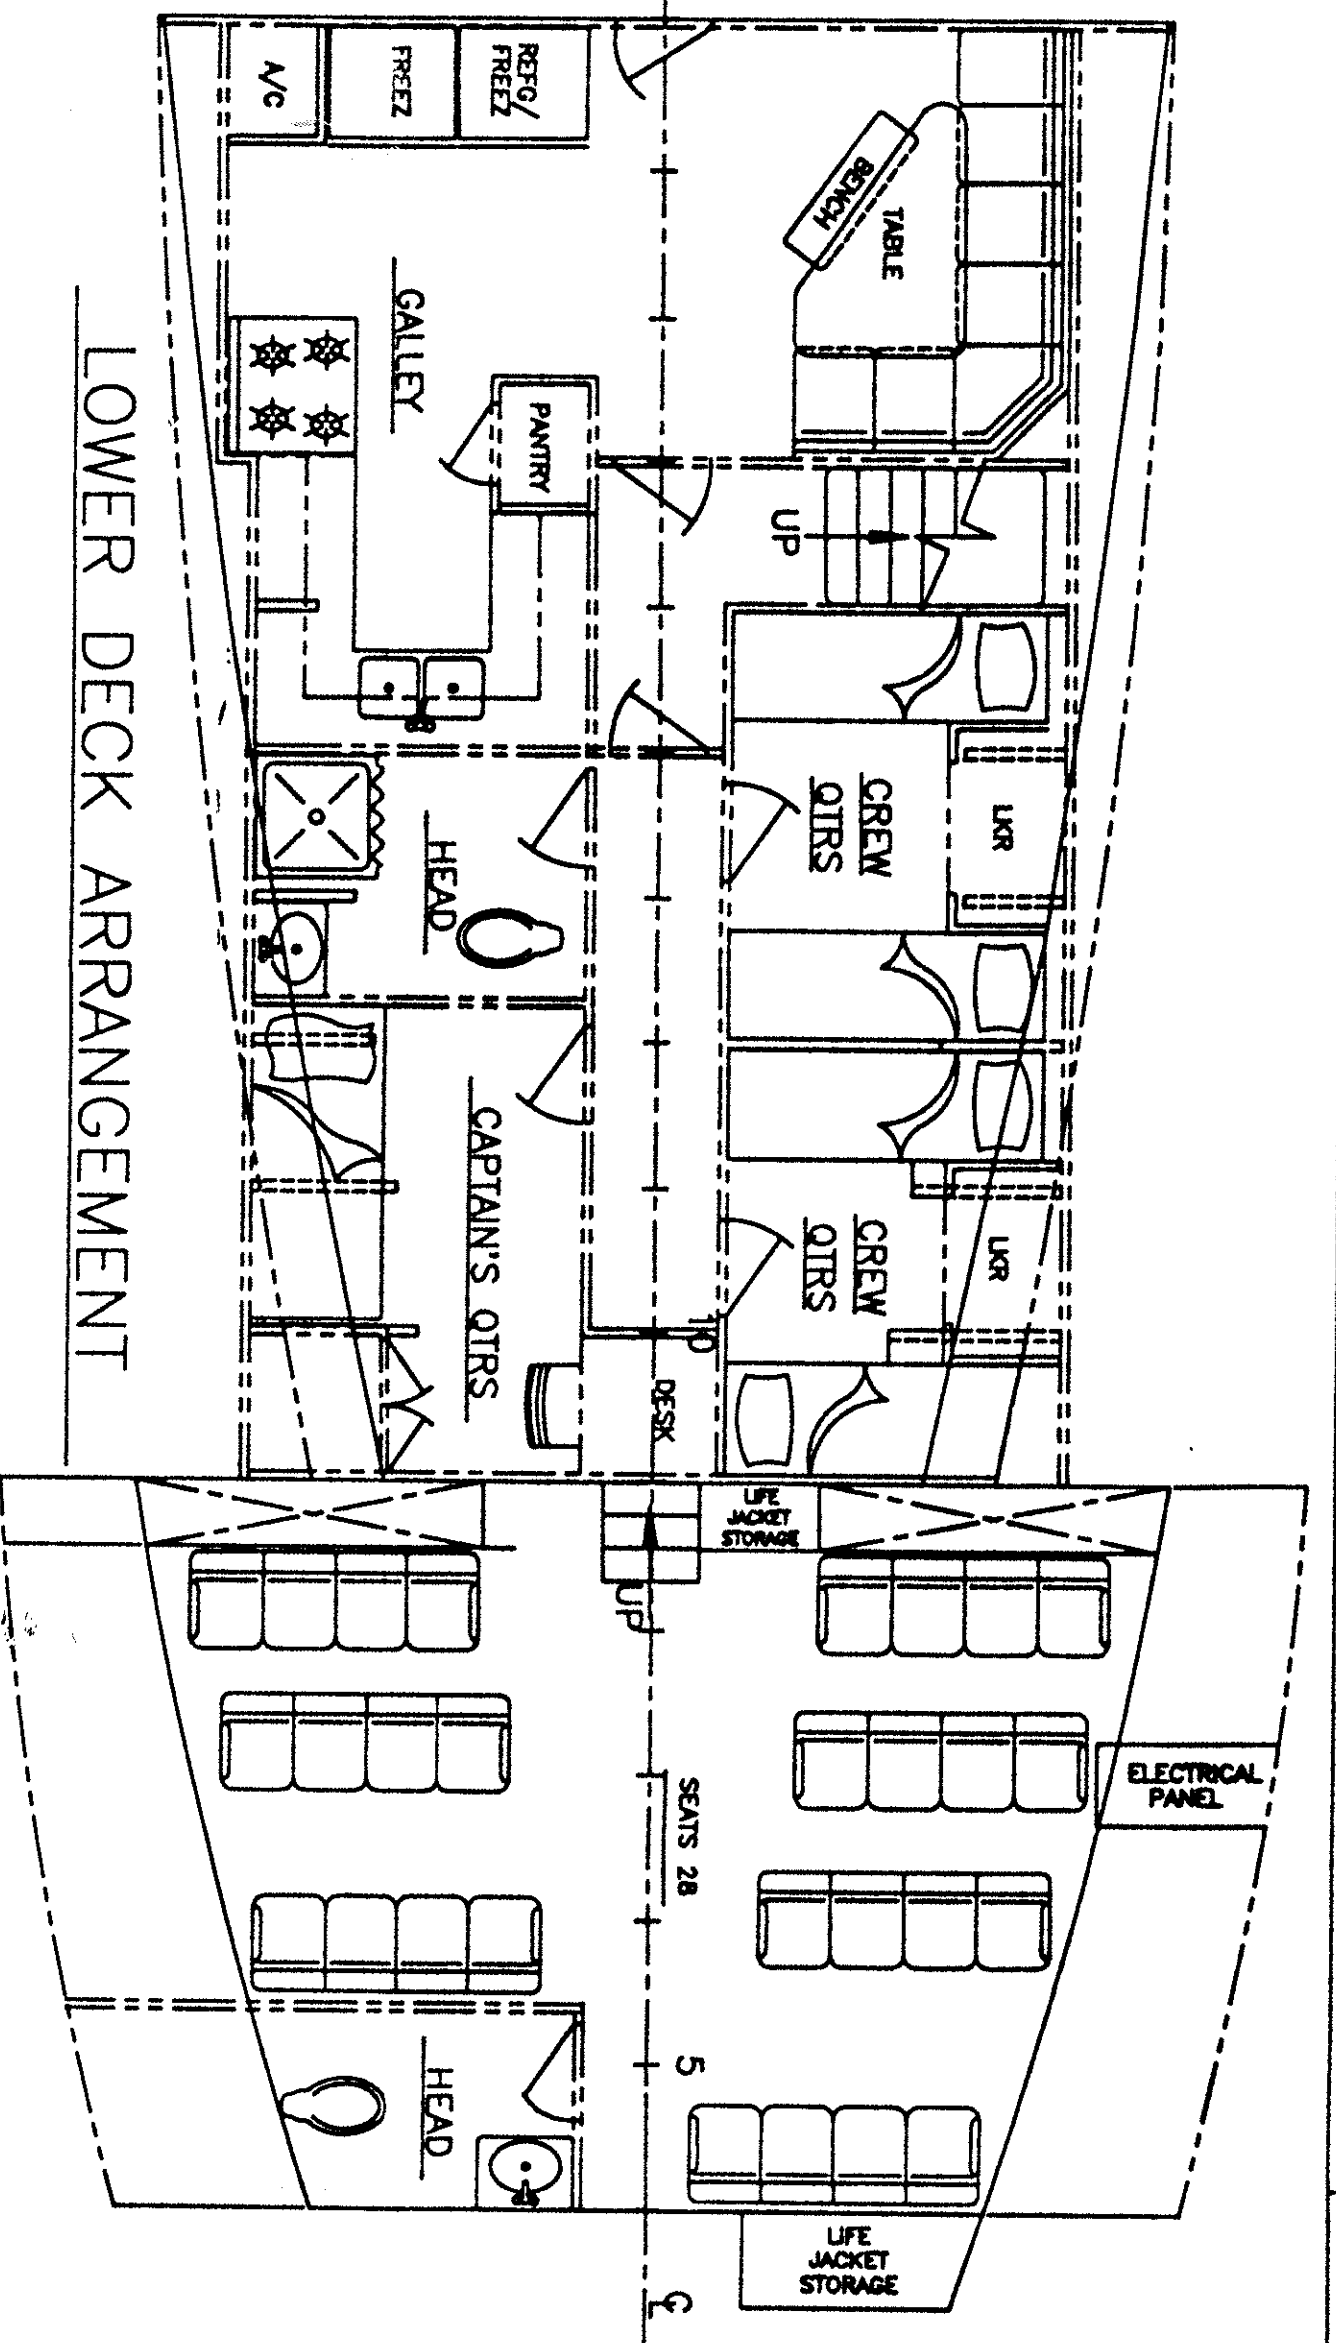 A/C
FREEZ
REFG/
FREEZ
BENCH
TABLE
GALLEY
PANTRY
UP
HEAD
CREW
QTRS
LKR
CAPTAIN'S QTRS
CREW
QTRS
LKR
10
DESK
LOWER DECK ARRANGEMENT
LIFE
JACKET
STORAGE
UP
ELECTRICAL
PANEL
SEATS 28
5
HEAD
LIFE
JACKET
STORAGE
℄